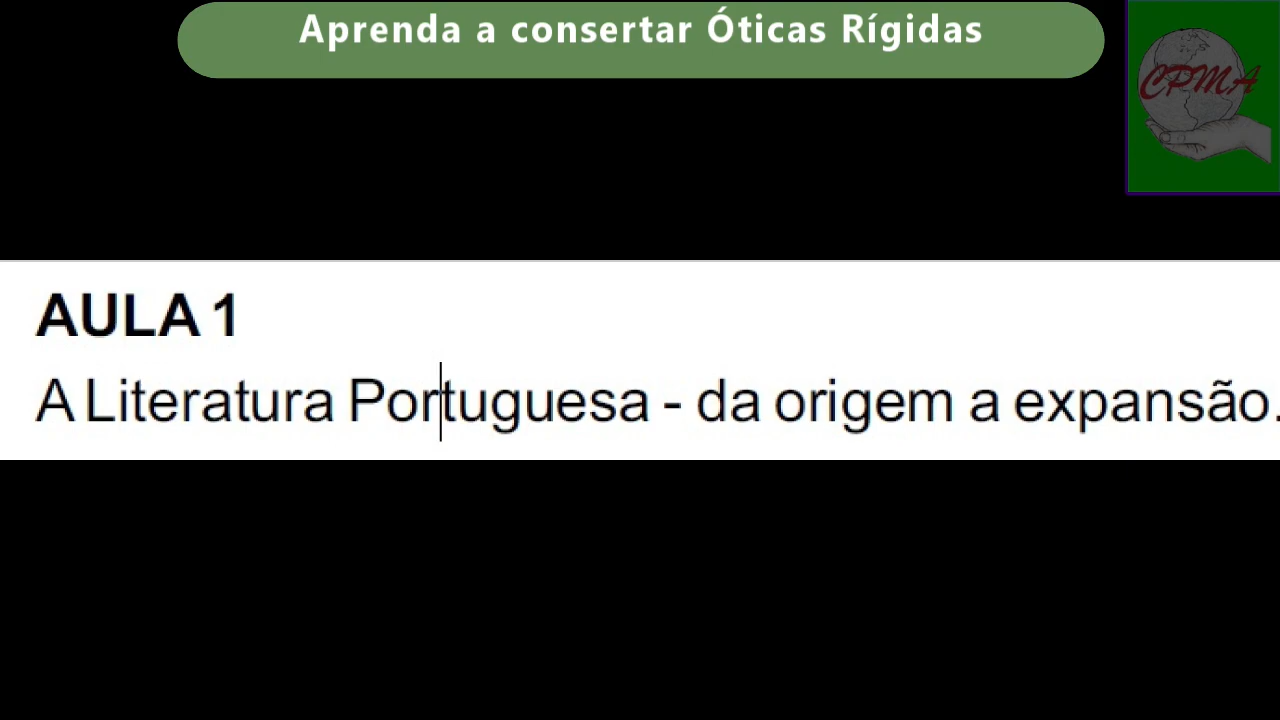 Aprenda a consertar Óticas Rígidas
CPMA
AULA 1
A Literatura Portuguesa - da origem a expansão.